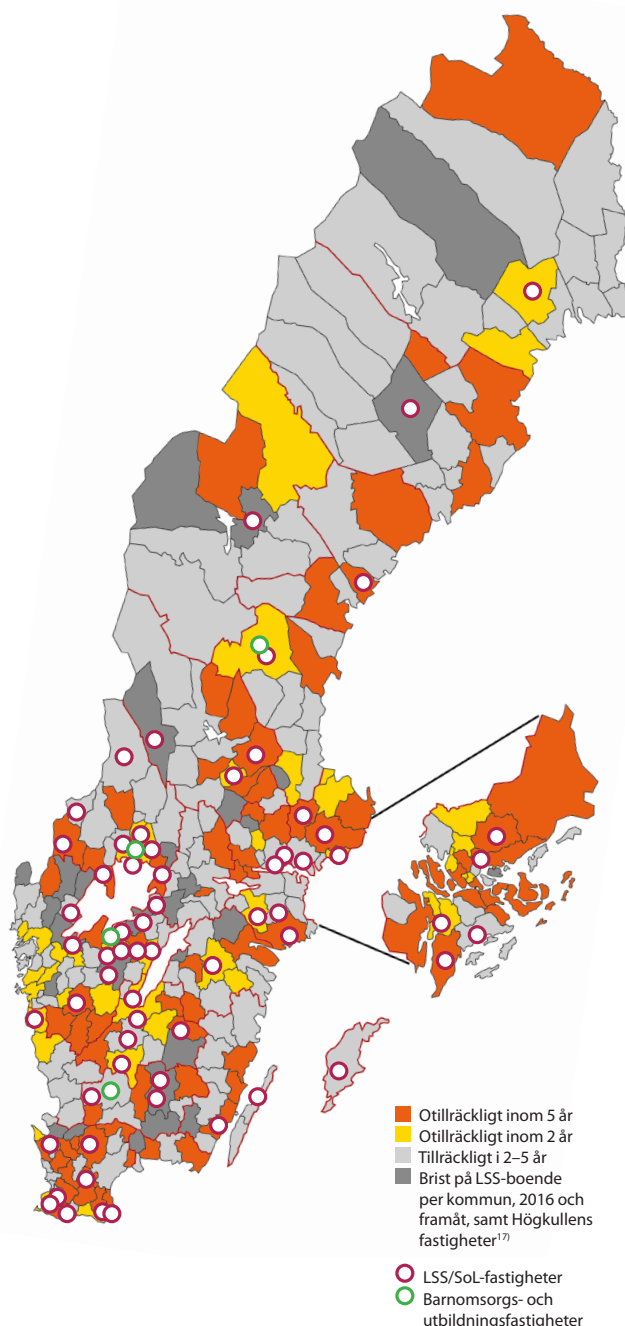 Otillräckligt inom 5 år
Otillräckligt inom 2 år
Tillräckligt i 2–5 år
Brist på LSS-boende
per kommun, 2016 och
framåt, samt Högkullens
fastigheter17)
LSS/SoL-fastigheter
Barnomsorgs- och
utbildningsfastigheter